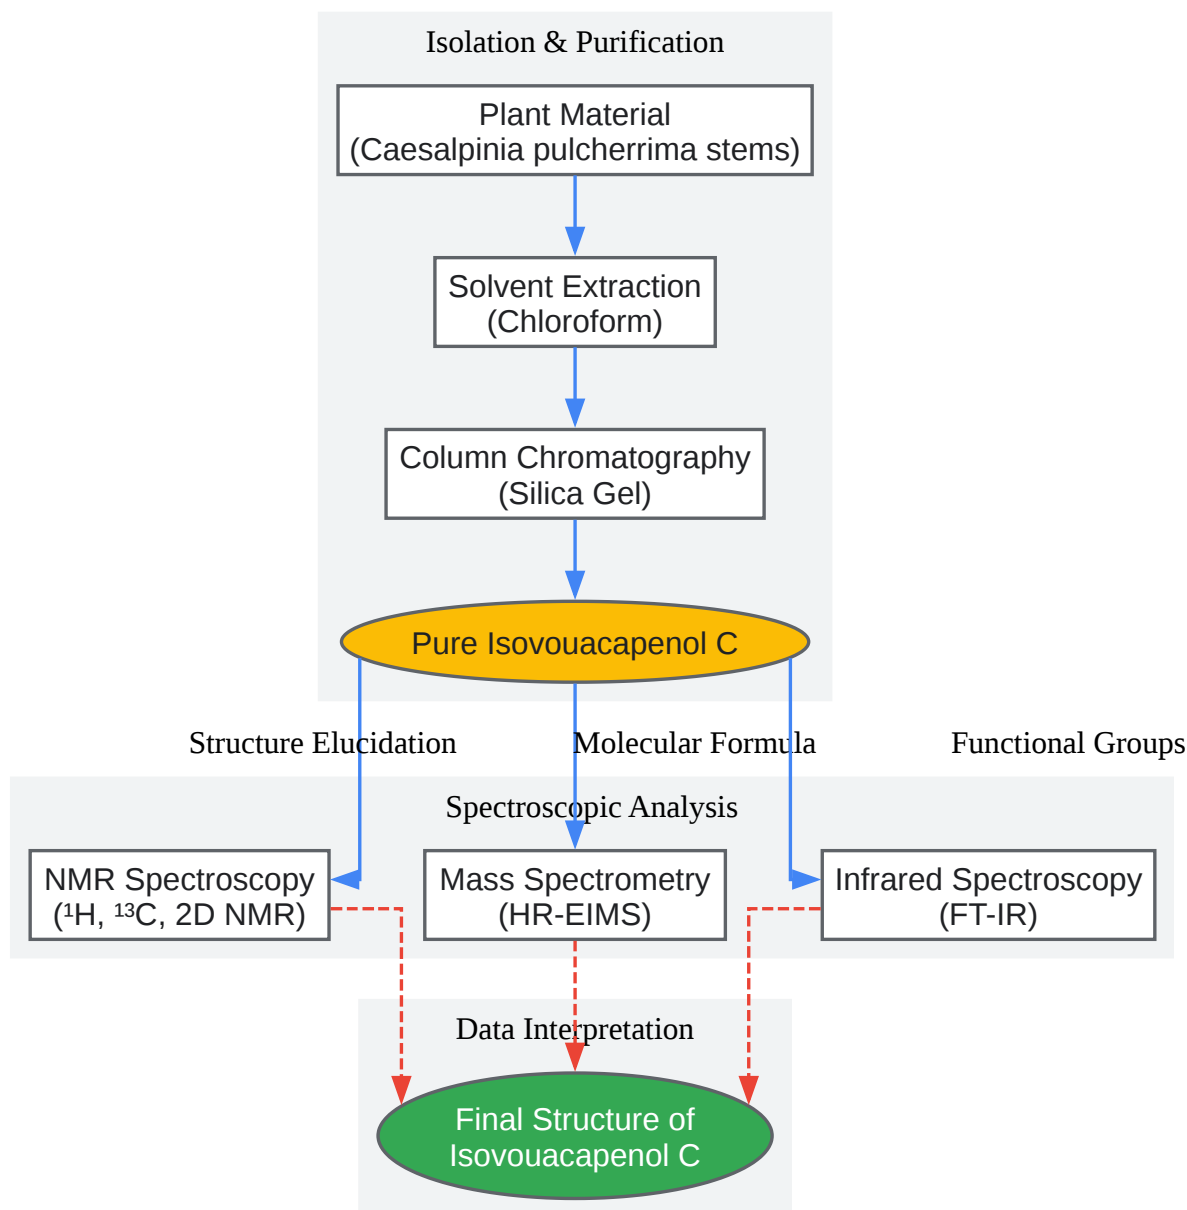 Isolation & Purification
Plant Material
(Caesalpinia pulcherrima stems)
Solvent Extraction
(Chloroform)
Column Chromatography
(Silica Gel)
Pure Isovouacapenol C
Structure Elucidation
Molecular Formula
Functional Groups
Spectroscopic Analysis
NMR Spectroscopy
(¹H, ¹³C, 2D NMR)
Mass Spectrometry
(HR-EIMS)
Infrared Spectroscopy
(FT-IR)
Data Interpretation
Final Structure of
Isovouacapenol C